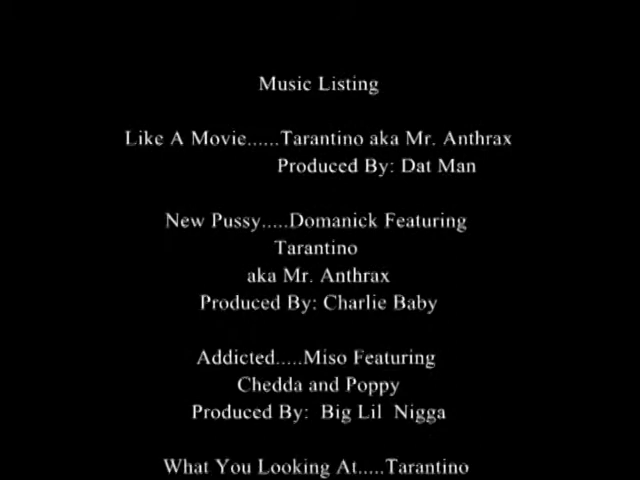 Music Listing
Like A Movie......Tarantino aka Mr. Anthrax
Produced By: Dat Man
New Pussy.....Domanick Featuring
Tarantino
aka Mr. Anthrax
Produced By: Charlie Baby
Addicted.....Miso Featuring
Chedda and Poppy
Produced By:  Big Lil  Nigga
What You Looking At.....Tarantino